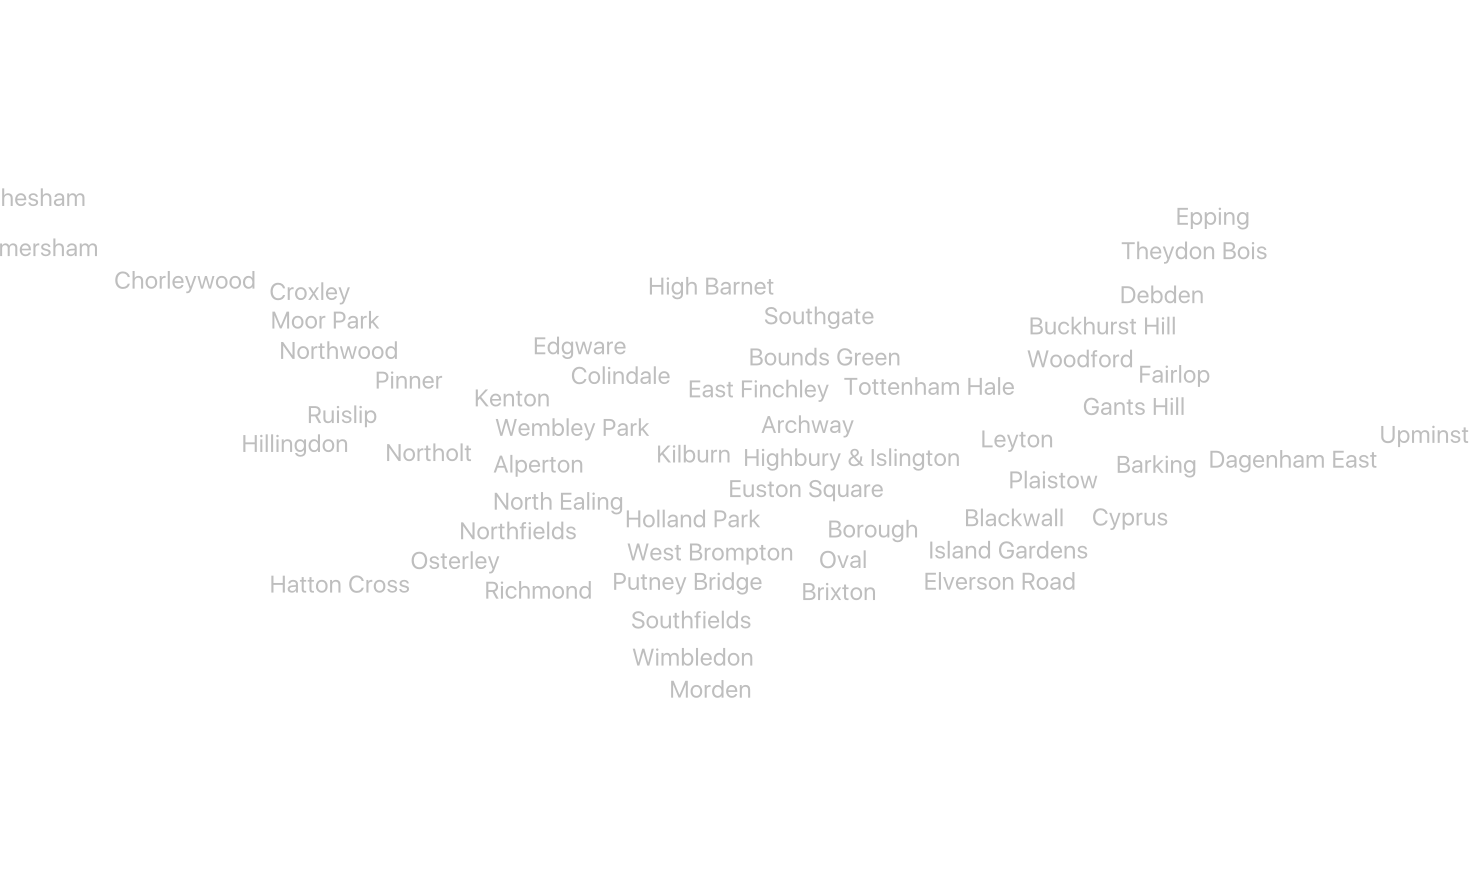 hesham
Epping
mersham
Theydon Bois
Chorleywood
Croxley
High Barnet
Debden
Moor Park
Southgate
Buckhurst Hill
Northwood
Edgware
Bounds Green
Woodford
Pinner
Colindale
East Finchley
Tottenham Hale
Fairlop
Kenton
Gants Hill
Ruislip
Wembley Park
Archway
Upminst
Hillingdon
Northolt
Kilburn
Highbury & Islington
Leyton
Alperton
Barking
Dagenham East
Plaistow
North Ealing
Euston Square
Northfields
Holland Park
Borough
Blackwall
Cyprus
Osterley
West Brompton
Oval
Island Gardens
Hatton Cross
Richmond
Putney Bridge
Brixton
Elverson Road
Southfields
Wimbledon
Morden